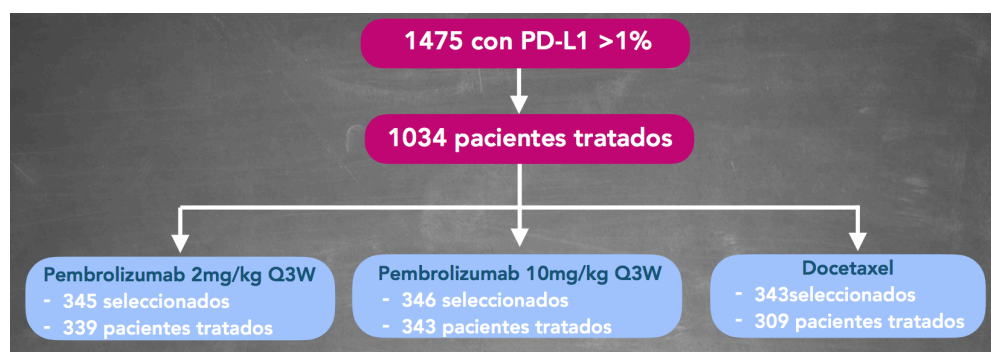 1475 con PD-L1 >1%
1034 pacientes tratados
Pembrolizumab 2mg/kg Q3W
- 345 seleccionados
- 339 pacientes tratados
Pembrolizumab 10mg/kg Q3W
- 346 seleccionados
- 343 pacientes tratados
Docetaxel
- 343seleccionados
- 309 pacientes tratados